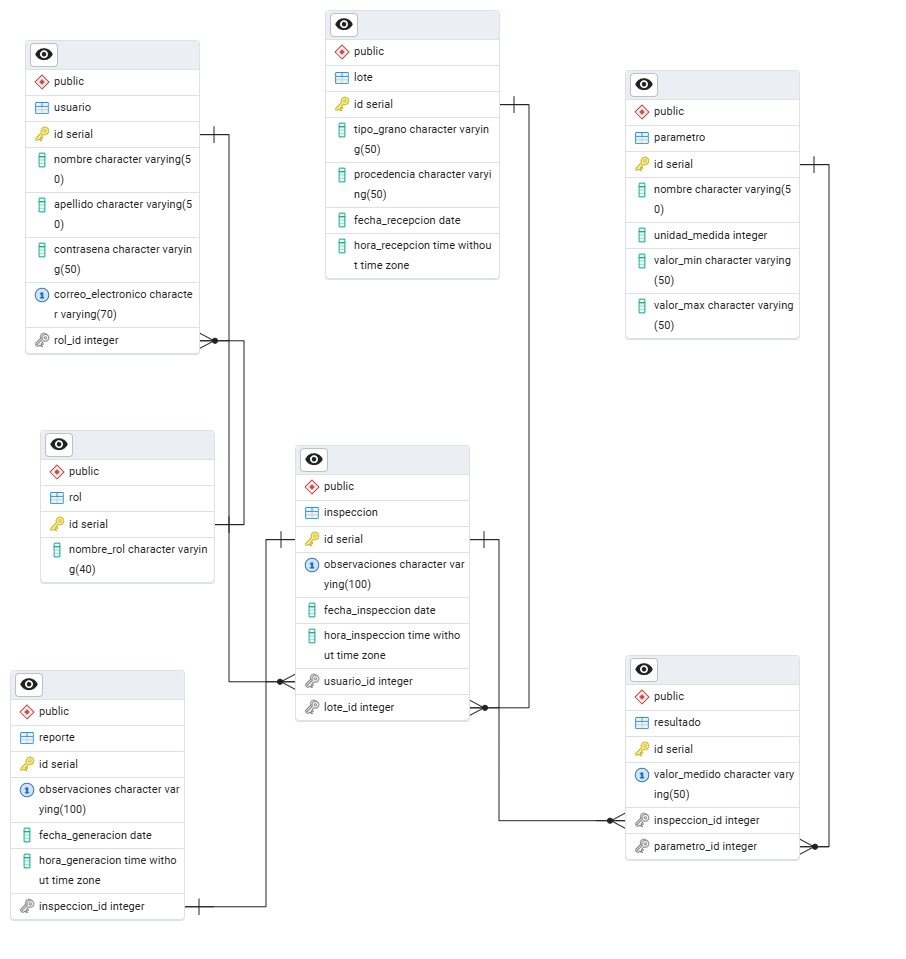 public
usuario
id serial
nombre character varying(5
0)
apellido character varying(5
0)
contrasena character varyin
g(50)
correo_electronico characte
r varying(70)
rol_id integer
public
lote
id serial
tipo_grano character varyin
g(50)
procedencia character varyi
ng(50)
fecha_recepcion date
hora_recepcion time withou
t time zone
public
parametro
id serial
nombre character varying(5
0)
unidad_medida integer
valor_min character varying
(50)
valor_max character varying
(50)
public
rol
id serial
nombre_rol character varyin
g(40)
public
inspeccion
id serial
observaciones character var
ying(100)
fecha_inspeccion date
hora_inspeccion time witho
ut time zone
usuario_id integer
lote_id integer
public
reporte
id serial
observaciones character var
ying(100)
fecha_generacion date
hora_generacion time witho
ut time zone
inspeccion_id integer
public
resultado
id serial
valor_medido character vary
ing(50)
inspeccion_id integer
parametro_id integer